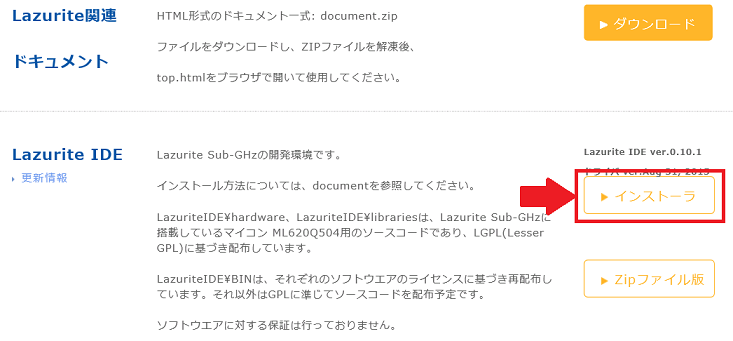 Lazurite関連
ドキュメント
HTML形式のドキュメント一式: document.zip
ファイルをダウンロードし、ZIPファイルを解凍後、
top.htmlをブラウザで開いて使用してください。
ダウンロード
Lazurite IDE
更新情報
Lazurite Sub-GHzの開発環境です。
インストール方法については、documentを参照してください。
LazuriteIDE¥hardware、LazuriteIDE¥librariesは、Lazurite Sub-GHzに
搭載しているマイコン ML620Q504用のソースコードであり、LGPL(Lesser
GPL)に基づき配布しています。
LazuriteIDE¥BINは、それぞれのソフトウエアのライセンスに基づき再配布し
ています。それ以外はGPLに準じてソースコードを配布予定です。
ソフトウエアに対する保証は行っておりません。
Lazurite IDE ver.0.10.1
ドライバ ver.Aug 31, 2015
インストーラ
Zipファイル版